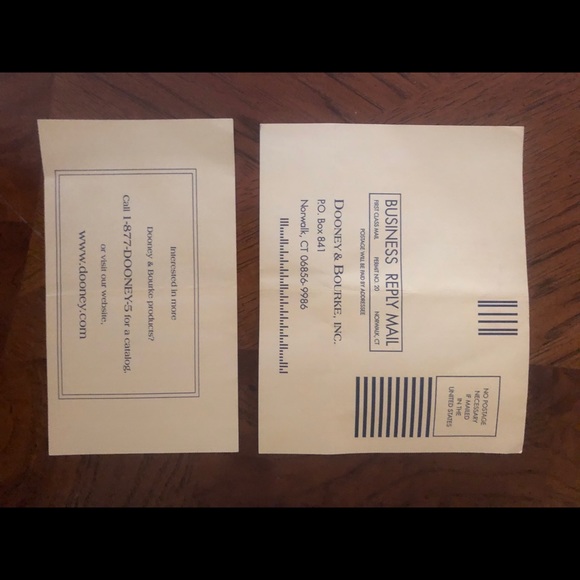 Interested in more
Dooney & Bourke products?
Call 1-877-DOONEY-5 for a catalog.
or visit our website.
www.dooney.com
NO POSTAGE
NECESSARY
IF MAILED
IN THE
UNITED STATES
BUSINESS REPLY MAIL
FIRST CLASS MAIL PERMIT NO. 20 NORWALK, CT
POSTAGE WILL BE PAID BY ADDRESSEE
DOONEY & BOURKE, INC.
P.O. Box 841
Norwalk, CT 06856-9986